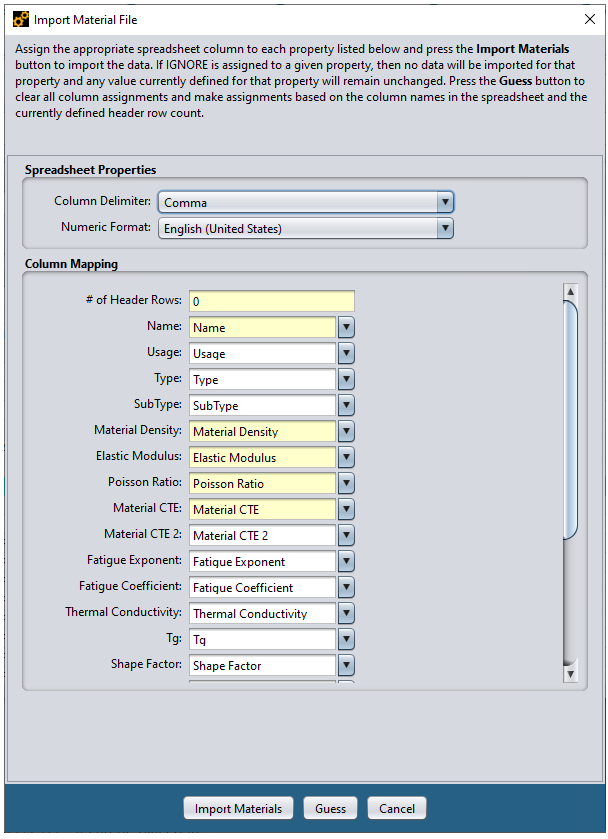 Import Material File
Assign the appropriate spreadsheet column to each property listed below and press the Import Materials
button to import the data. If IGNORE is assigned to a given property, then no data will be imported for that
property and any value currently defined for that property will remain unchanged. Press the Guess button to
clear all column assignments and make assignments based on the column names in the spreadsheet and the
currently defined header row count.
Spreadsheet Properties
Column Delimiter: Comma
Numeric Format: English (United States)
Column Mapping
# of Header Rows: 0
Name: Name
Usage: Usage
Type: Type
SubType: SubType
Material Density: Material Density
Elastic Modulus: Elastic Modulus
Poisson Ratio: Poisson Ratio
Material CTE: Material CTE
Material CTE 2: Material CTE 2
Fatigue Exponent: Fatigue Exponent
Fatigue Coefficient: Fatigue Coefficient
Thermal Conductivity: Thermal Conductivity
Tg: Tg
Shape Factor: Shape Factor
Import Materials Guess Cancel